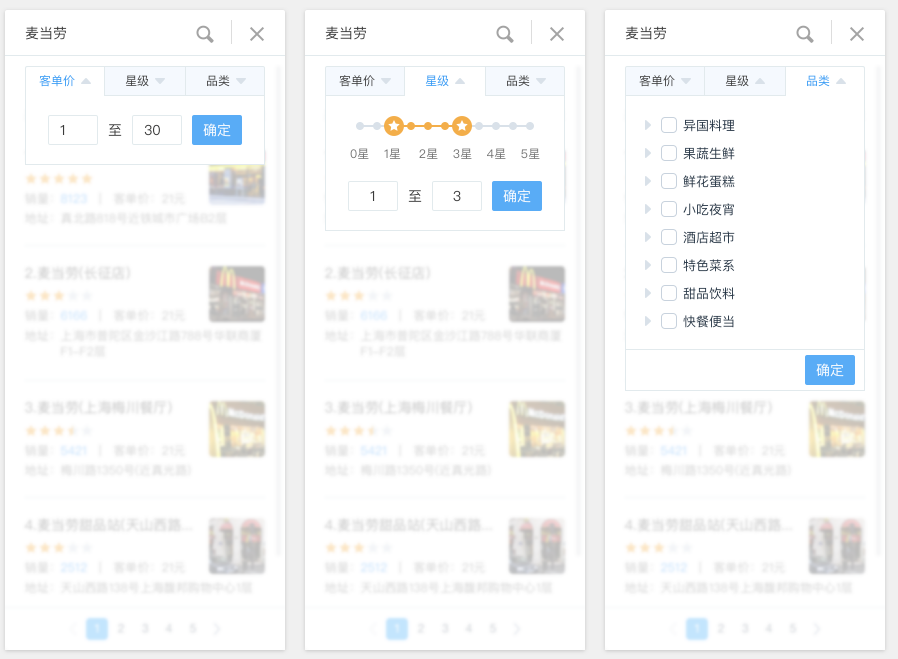 麦当劳
客单价 星级 品类
1 至 30 确定
销量：6123 | 客单价：21元
地址：真北路818号近铁城市广场B2层
2.麦当劳(长征店)
销量：6166 | 客单价：21元
地址：上海市普陀区金沙江路788号华联商厦
F1-F2层
3.麦当劳(上海梅川餐厅)
销量：5421 | 客单价：21元
地址：梅川路1350号(近真光路)
4.麦当劳甜品站(天山西路...
销量：2512 | 客单价：21元
地址：天山西路138号上海馥邦购物中心1层
1 2 3 4 5
麦当劳
客单价 星级 品类
0星 1星 2星 3星 4星 5星
1 至 3 确定
2.麦当劳(长征店)
销量：6166 | 客单价：21元
地址：上海市普陀区金沙江路788号华联商厦
F1-F2层
3.麦当劳(上海梅川餐厅)
销量：5421 | 客单价：21元
地址：梅川路1350号(近真光路)
4.麦当劳甜品站(天山西路...
销量：2512 | 客单价：21元
地址：天山西路138号上海馥邦购物中心1层
1 2 3 4 5
麦当劳
客单价 星级 品类
异国料理
果蔬生鲜
鲜花蛋糕
小吃夜宵
酒店超市
特色菜系
甜品饮料
快餐便当
确定
3.麦当劳(上海梅川餐厅)
销量：5421 | 客单价：21元
地址：梅川路1350号(近真光路)
4.麦当劳甜品站(天山西路...
销量：2512 | 客单价：21元
地址：天山西路138号上海馥邦购物中心1层
1 2 3 4 5